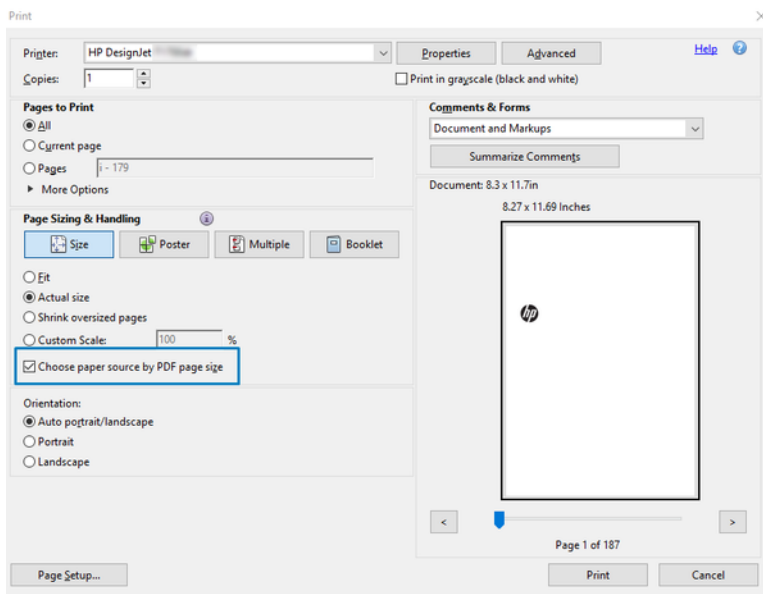 Print
Printer: HP DesignJet
Properties
Advanced
Help
Copies: 1
Print in grayscale (black and white)
Pages to Print
All
Current page
Pages i - 179
More Options
Comments & Forms
Document and Markups
Summarize Comments
Page Sizing & Handling
Size
Poster
Multiple
Booklet
Fit
Actual size
Shrink oversized pages
Custom Scale: 100 %
Choose paper source by PDF page size
Orientation:
Auto portrait/landscape
Portrait
Landscape
Document: 8.3 x 11.7in
8.27 x 11.69 Inches
hp
<
>
Page 1 of 187
Page Setup...
Print
Cancel